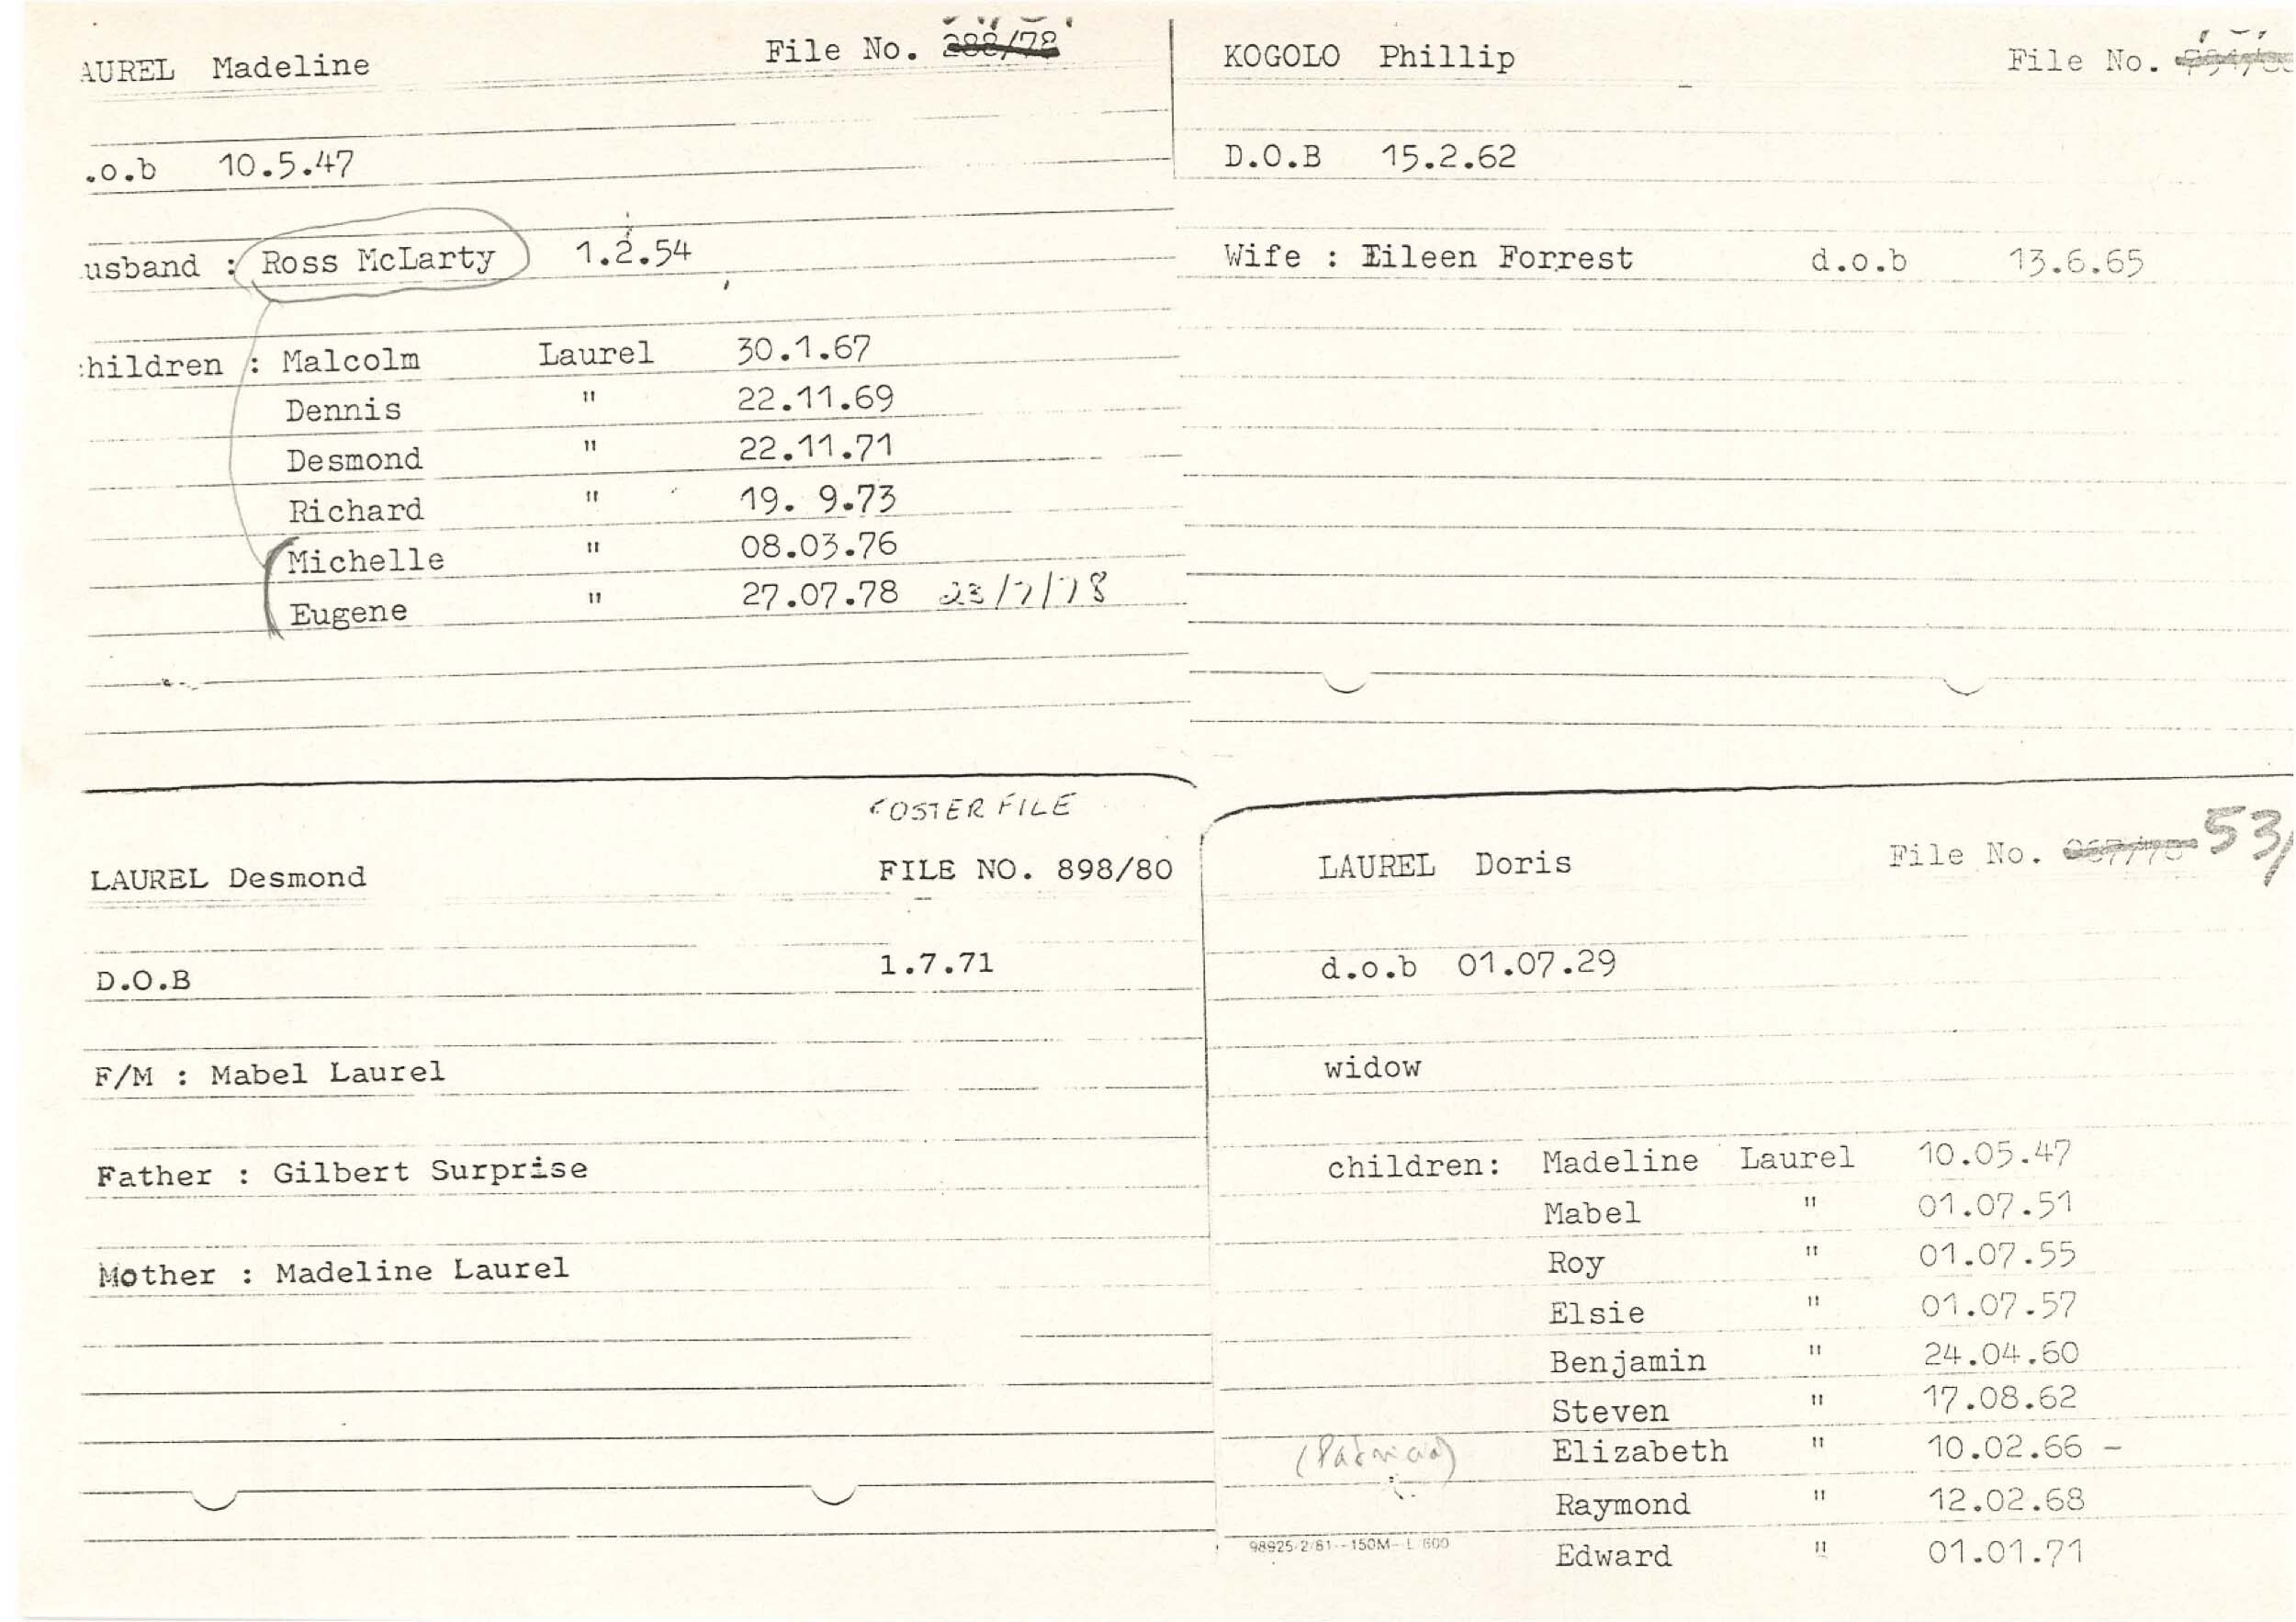 AUREL Madeline File No. 288/78
.o.b 10.5.47
usband : Ross McLarty 1.2.54
hildren : Malcolm Laurel 30.1.67
Dennis " 22.11.69
Desmond " 22.11.71
Richard " 19. 9.73
Michelle " 08.03.76
Eugene " 27.07.78 23/7/78
KOGOLO Phillip File No.
D.O.B 15.2.62
Wife : Eileen Forrest d.o.b 13.6.65
FOSTER FILE
LAUREL Desmond FILE NO. 898/80
D.O.B 1.7.71
F/M : Mabel Laurel
Father : Gilbert Surprise
Mother : Madeline Laurel
LAUREL Doris File No. 53/
d.o.b 01.07.29
widow
children: Madeline Laurel 10.05.47
Mabel " 01.07.51
Roy " 01.07.55
Elsie " 01.07.57
Benjamin " 24.04.60
Steven " 17.08.62
(Patricia) Elizabeth " 10.02.66 -
Raymond " 12.02.68
98925/2/81--150M--L/600
Edward " 01.01.71